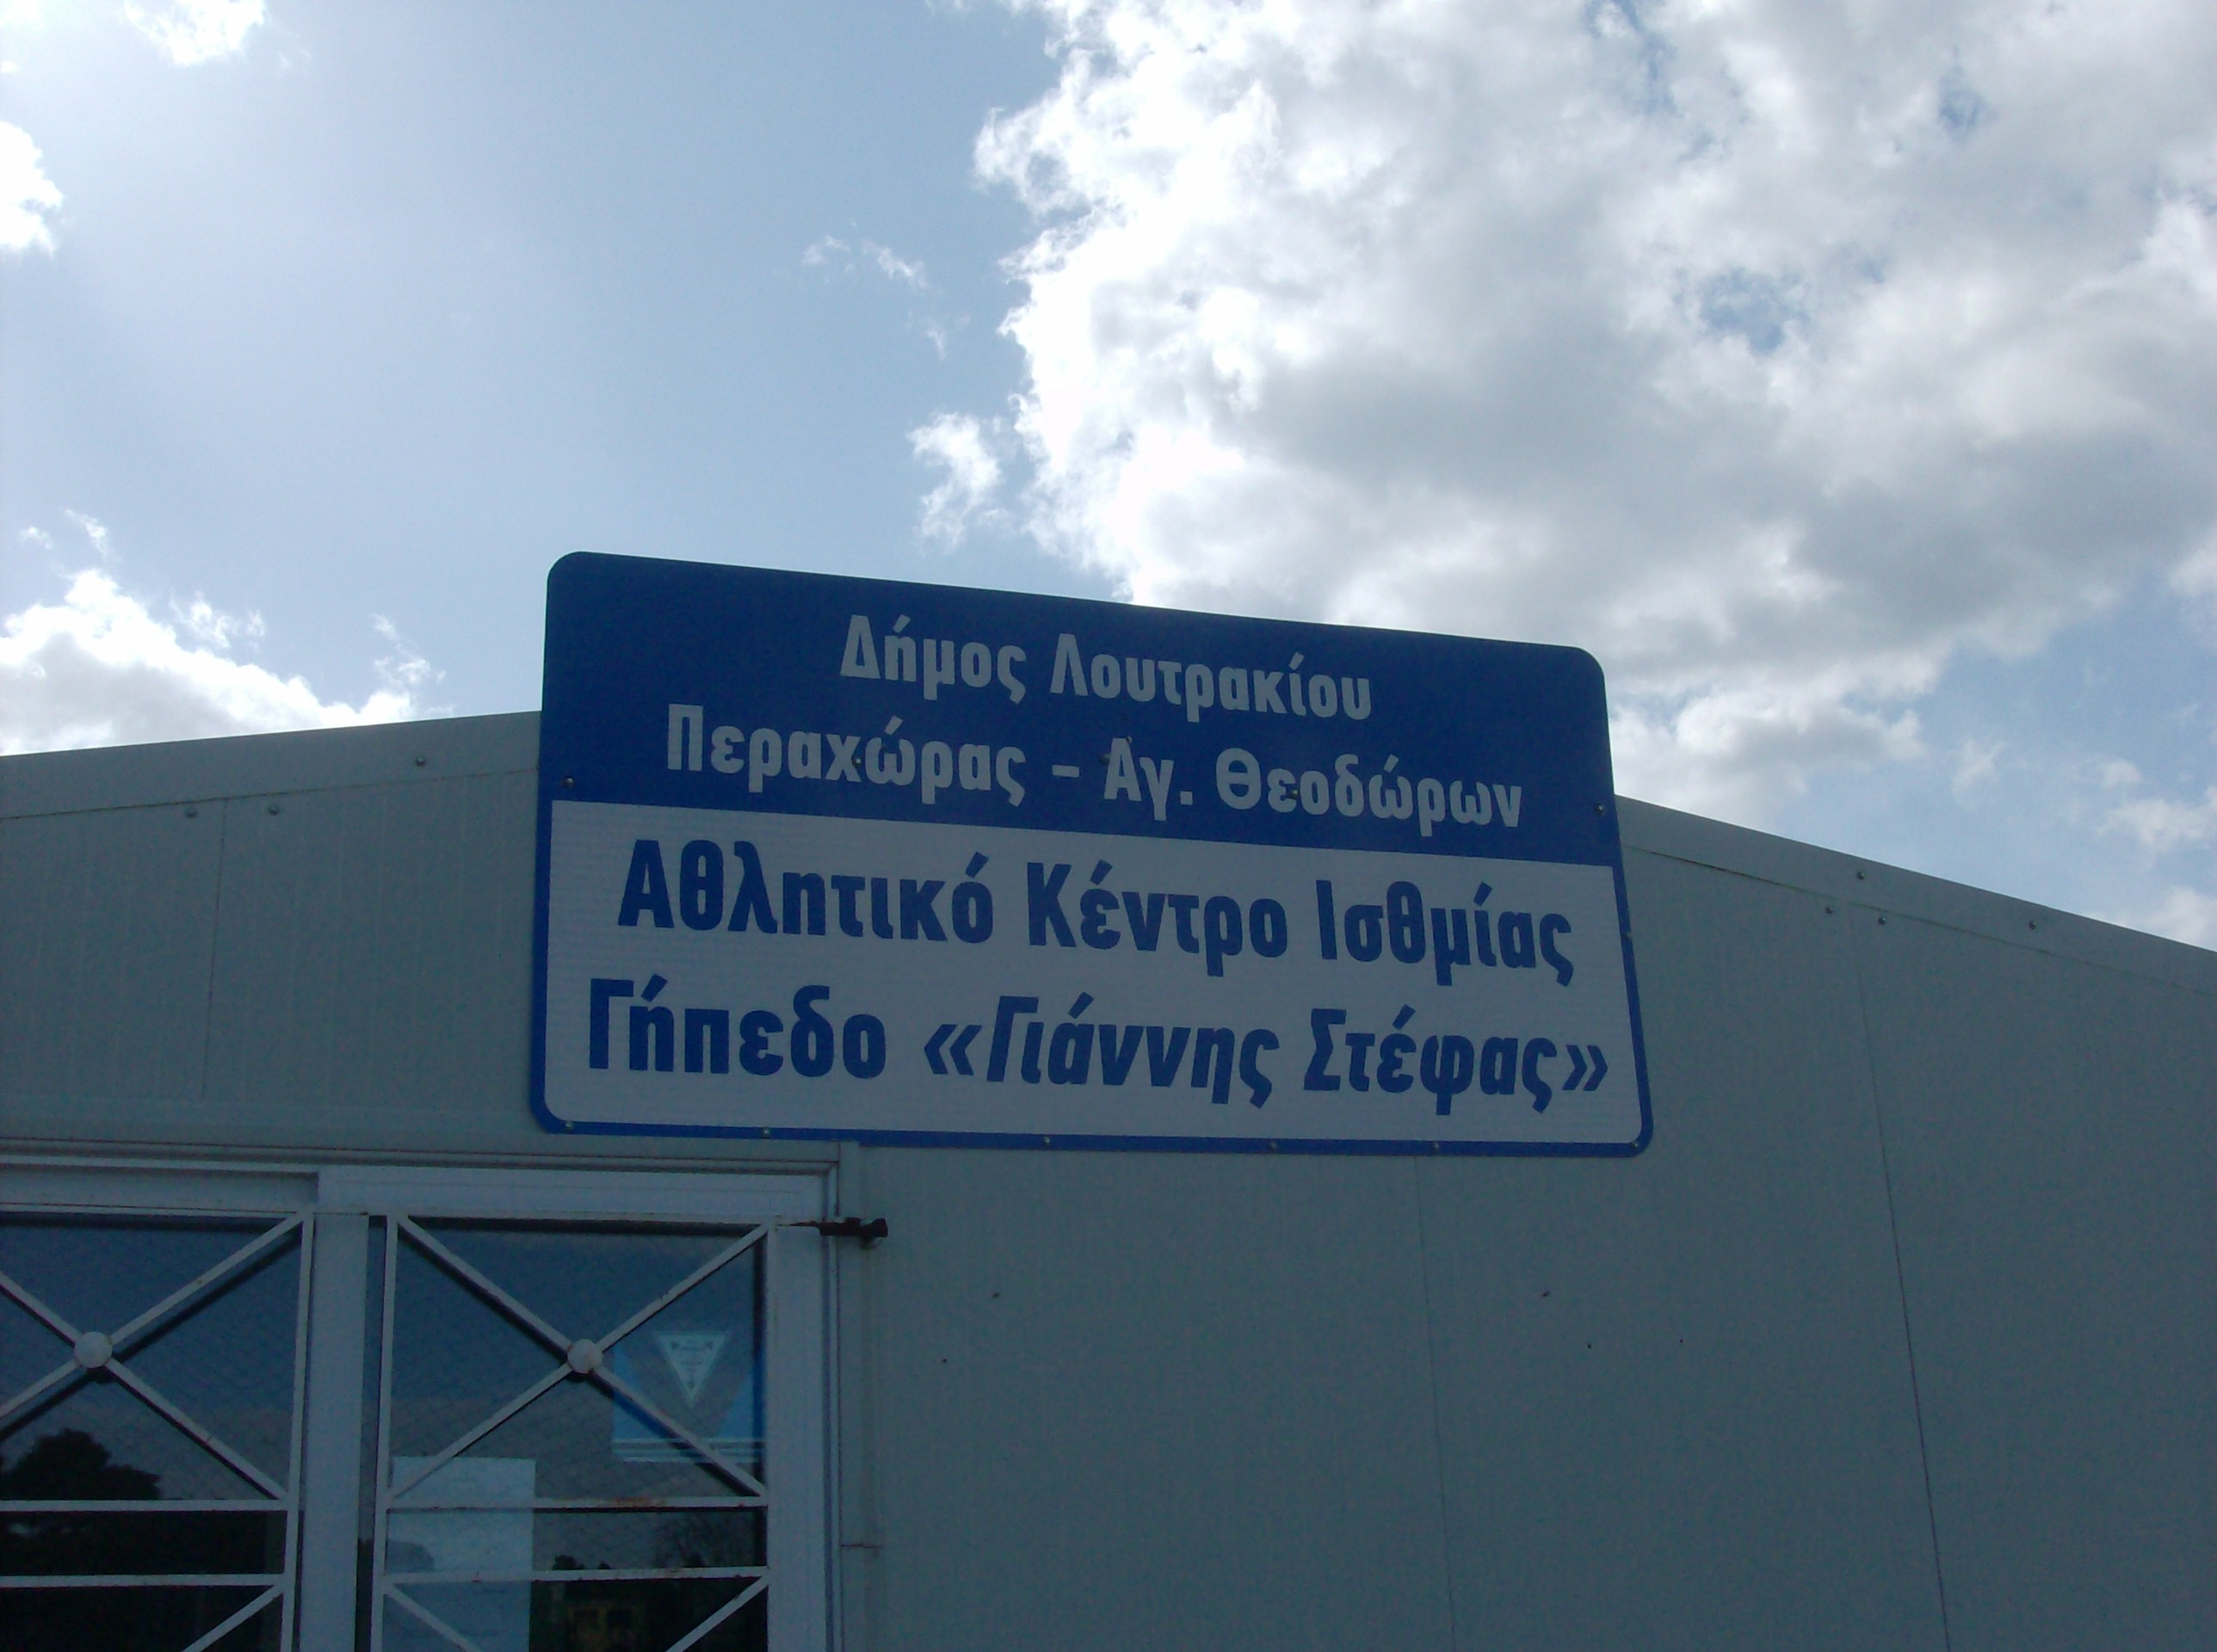 Δήμος Λουτρακίου
Περαχώρας - Αγ. Θεοδώρων
Αθλητικό Κέντρο Ισθμίας
Γήπεδο «Γιάννης Στέφας»